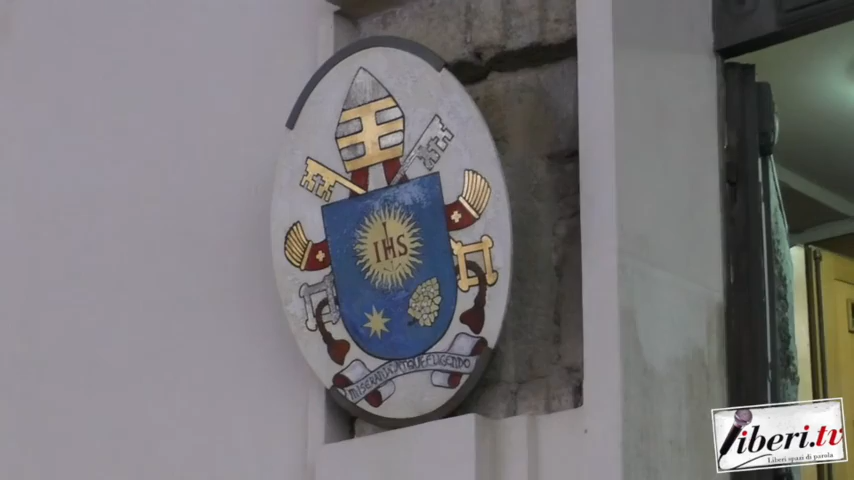 IHS
MISERANDO ATQUE ELIGENDO
liberi.tv
Liberi spazi di parola